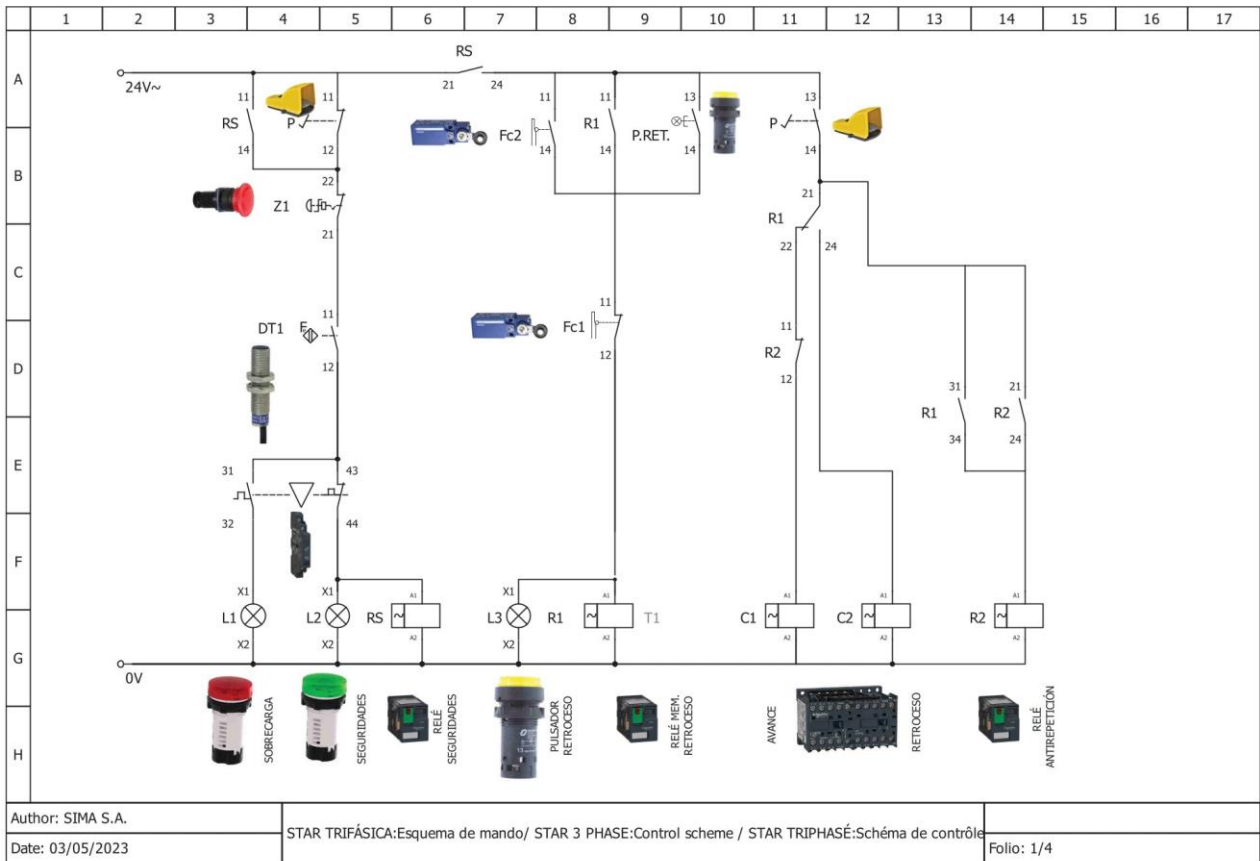 1 2 3 4 5 6 7 8 9 10 11 12 13 14 15 16 17
A
B
C
D
E
F
G
H
RS
21 24
24V~
11 11 11 11 13 13
RS P Fc2 R1 P.RET. P
14 12 14 14 14 14
22 21
Z1 R1
21 22 24
11 11
DT1 Fc1
12 12
11
R2
12
31 21
R1 R2
34 24
31 43
32 44
X1 X1 A1 X1 A1 A1 A1 A1
L1 L2 RS L3 R1 T1 C1 C2 R2
X2 X2 A2 X2 A2 A2 A2 A2
0V
SOBRECARGA
SEGURIDADES
RELÉ
SEGURIDADES
PULSADOR
RETROCESO
RELÉ MEM.
RETROCESO
AVANCE
RETROCESO
RELÉ
ANTIREPETICIÓN
Author: SIMA S.A.
Date: 03/05/2023
STAR TRIFÁSICA:Esquema de mando/ STAR 3 PHASE:Control scheme / STAR TRIPHASÉ:Schéma de contrôle
Folio: 1/4